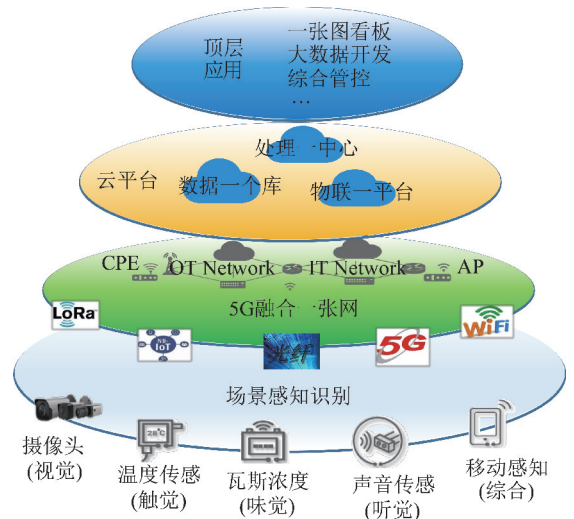 顶层
应用
一张图看板
大数据开发
综合管控
…
处理一中心
云平台
数据一个库
物联一平台
CPE
OT Network
IT Network
AP
5G融合一张网
LoRa
NB
IoT
光纤
5G
WiFi
场景感知识别
摄像头
(视觉)
28℃
温度传感
(触觉)
瓦斯浓度
(味觉)
声音传感
(听觉)
移动感知
(综合)